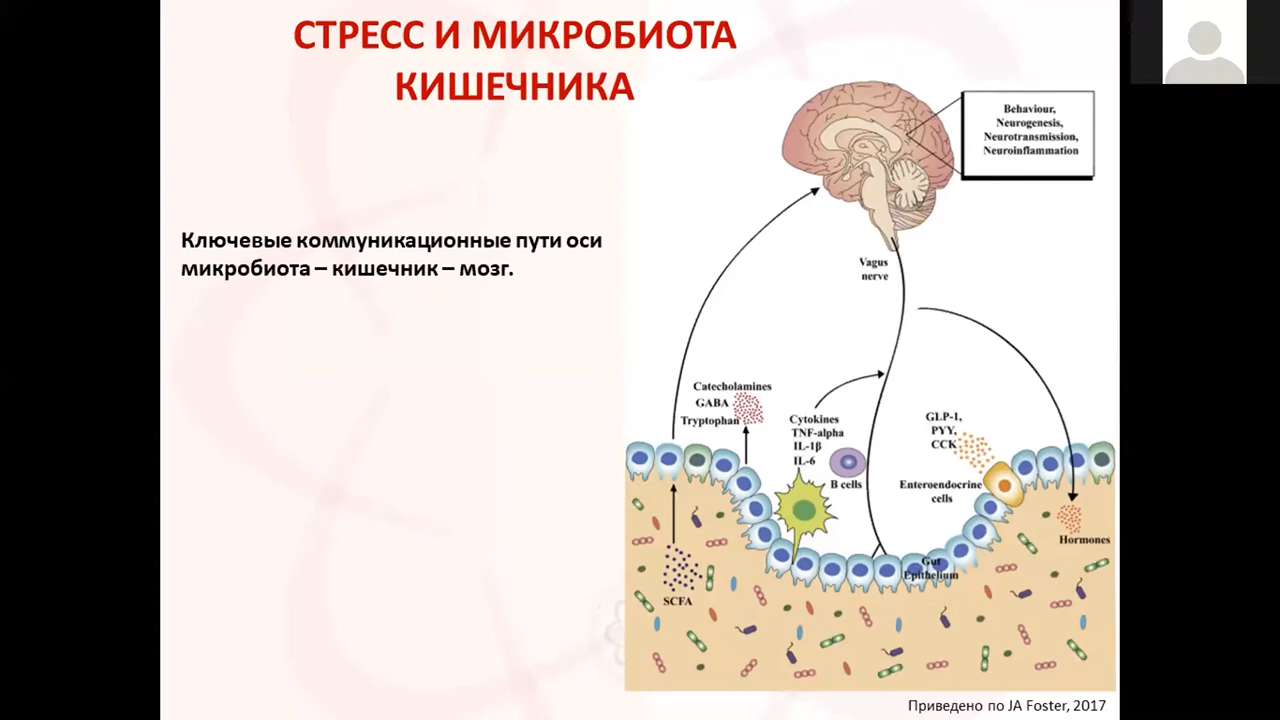 СТРЕСС И МИКРОБИОТА
КИШЕЧНИКА
Ключевые коммуникационные пути оси
микробиота – кишечник – мозг.
Behaviour,
Neurogenesis,
Neurotransmission,
Neuroinflammation
Vagus
nerve
Catecholamines
GABA
Tryptophan
Cytokines
TNF-alpha
IL-1β
IL-6
B cells
GLP-1,
PYY,
CCK
Enteroendocrine
cells
Hormones
Gut
Epithelium
SCFA
Приведено по JA Foster, 2017